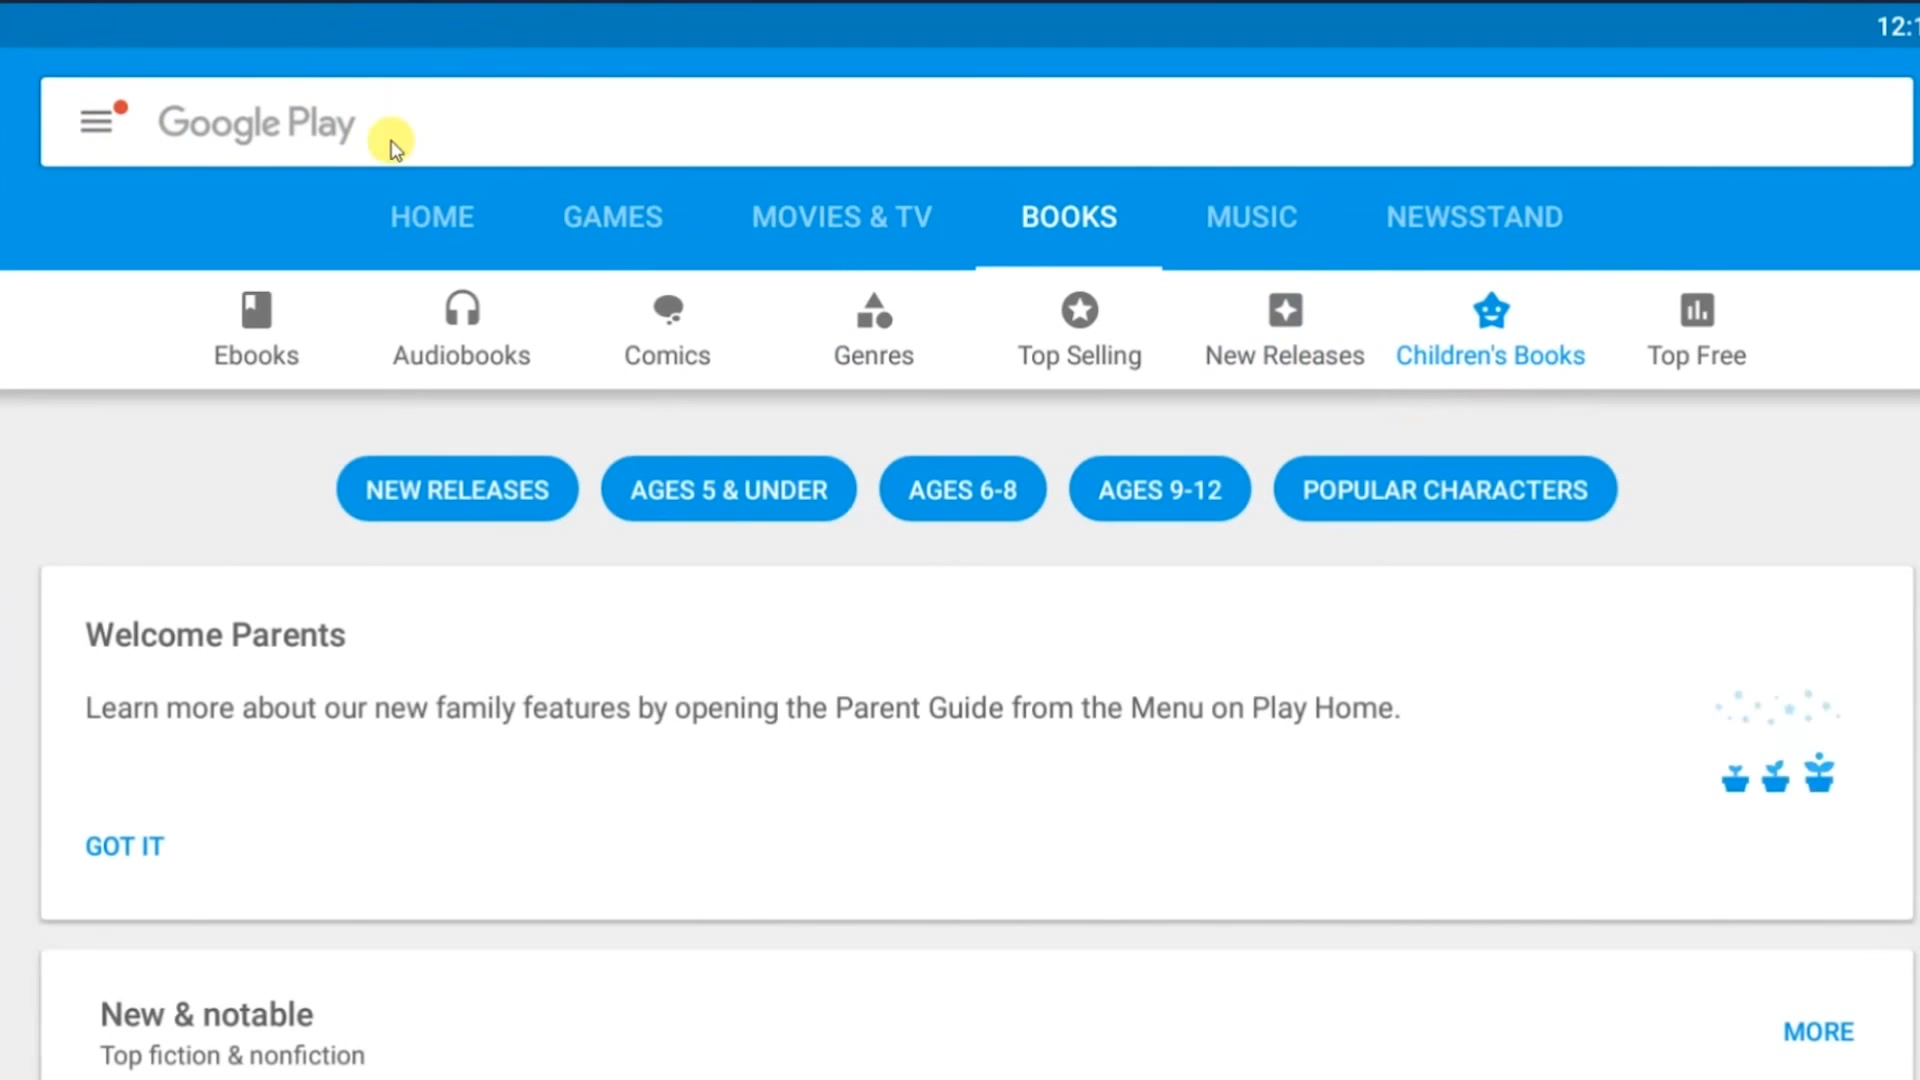 12:1
Google Play
HOME GAMES MOVIES & TV BOOKS MUSIC NEWSSTAND
Ebooks Audiobooks Comics Genres Top Selling New Releases Children's Books Top Free
NEW RELEASES AGES 5 & UNDER AGES 6-8 AGES 9-12 POPULAR CHARACTERS
Welcome Parents
Learn more about our new family features by opening the Parent Guide from the Menu on Play Home.
GOT IT
New & notable
MORE
Top fiction & nonfiction